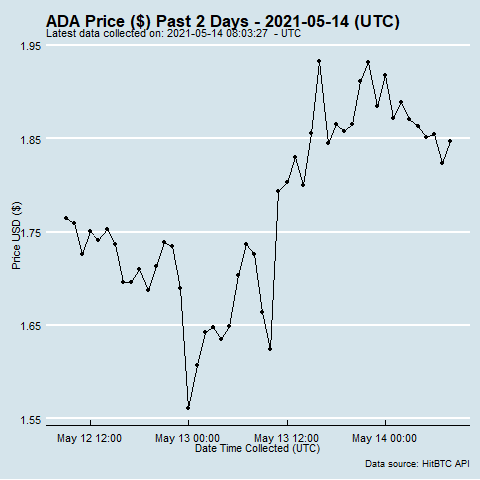 ADA Price ($) Past 2 Days - 2021-05-14 (UTC)
Latest data collected on: 2021-05-14 08:03:27  - UTC
1.95
1.85
1.75
1.65
1.55
Price USD ($)
May 12 12:00 May 13 00:00 May 13 12:00 May 14 00:00
Date Time Collected (UTC)
Data source: HitBTC API